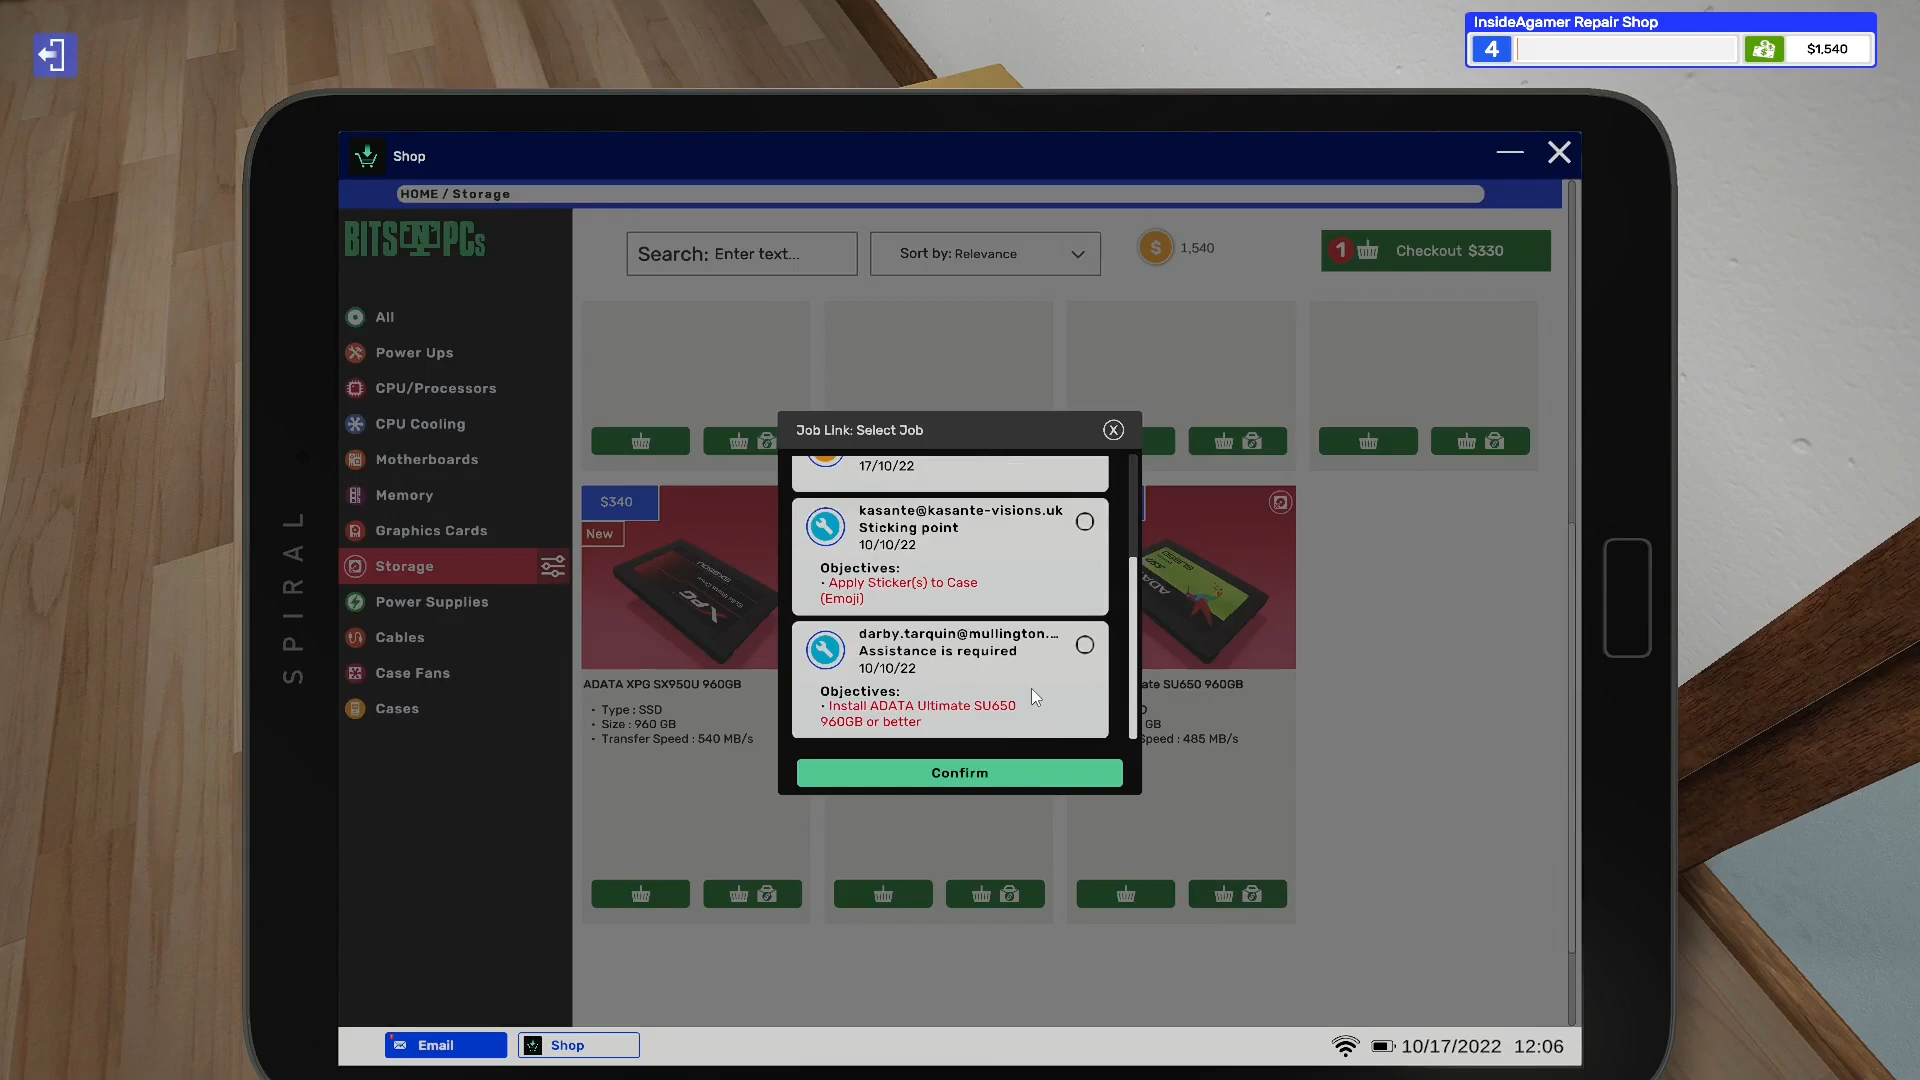 InsideAgamer Repair Shop
4
$1,540
Shop
HOME / Storage
BITS N PCs
Search: Enter text...
Sort by: Relevance
$ 1,540
1 Checkout $330
All
Power Ups
CPU/Processors
CPU Cooling
Motherboards
Memory
Graphics Cards
Storage
Power Supplies
Cables
Case Fans
Cases
Job Link: Select Job
X
17/10/22
kasante@kasante-visions.uk
Sticking point
10/10/22
Objectives:
• Apply Sticker(s) to Case
(Emoji)
darby.tarquin@mullington....
Assistance is required
10/10/22
Objectives:
• Install ADATA Ultimate SU650
960GB or better
Confirm
$340
New
XPG
ADATA XPG SX950U 960GB
• Type : SSD
• Size : 960 GB
• Transfer Speed : 540 MB/s
ADATA
SU650
ate SU650 960GB
GB
Speed : 485 MB/s
SPIRAL
Email
Shop
10/17/2022 12:06